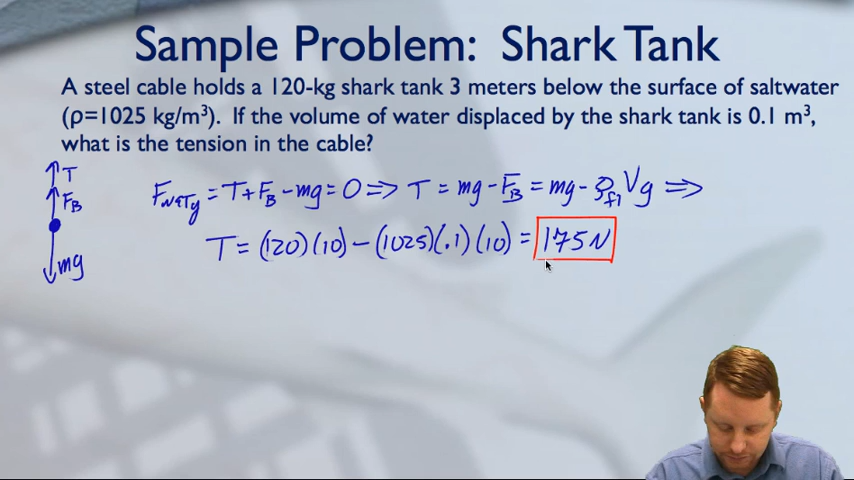 Sample Problem: Shark Tank
A steel cable holds a 120-kg shark tank 3 meters below the surface of saltwater
(ρ=1025 kg/m³). If the volume of water displaced by the shark tank is 0.1 m³,
what is the tension in the cable?
T
F_B
mg
F_NETy = T + F_B - mg = 0 ⇒ T = mg - F_B = mg - ρ_fl Vg ⇒
T = (120)(10) - (1025)(.1)(10) = 175N